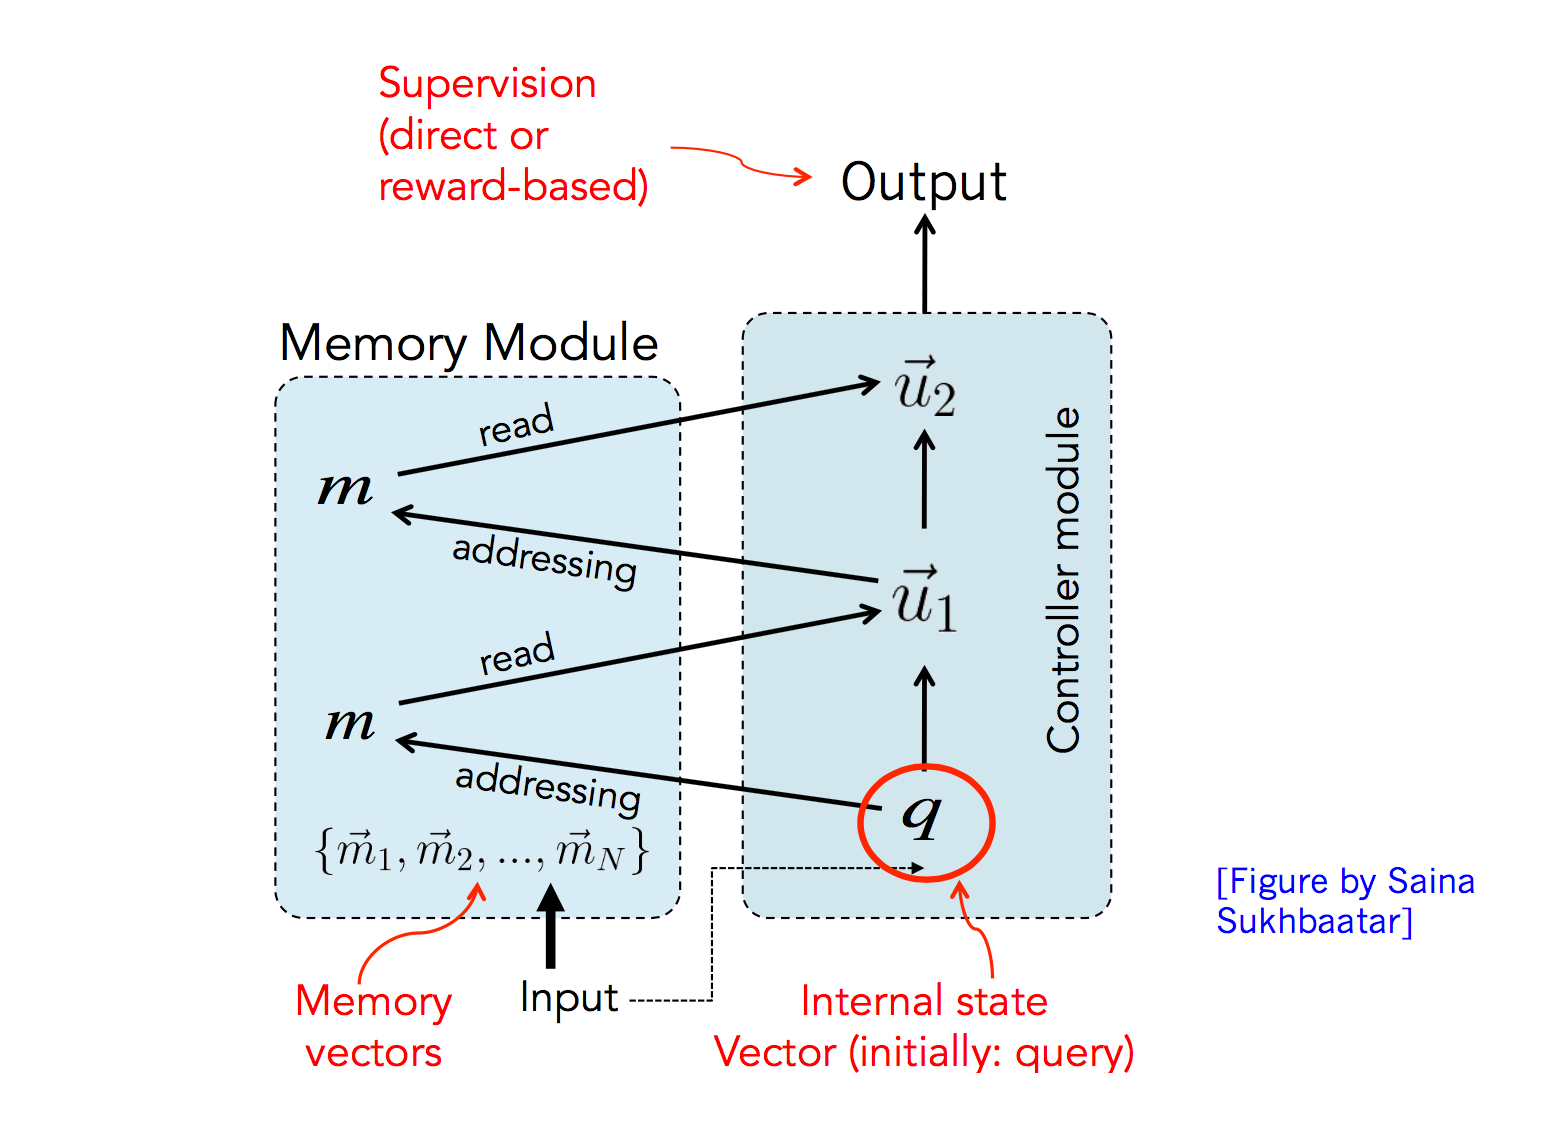 Supervision
(direct or
reward-based)
Output
Memory Module
read
m
addressing
read
m
addressing
{m⃗₁, m⃗₂, ..., m⃗_N}
u⃗₂
u⃗₁
q
Controller module
Input
Memory
vectors
Internal state
Vector (initially: query)
[Figure by Saina
Sukhbaatar]